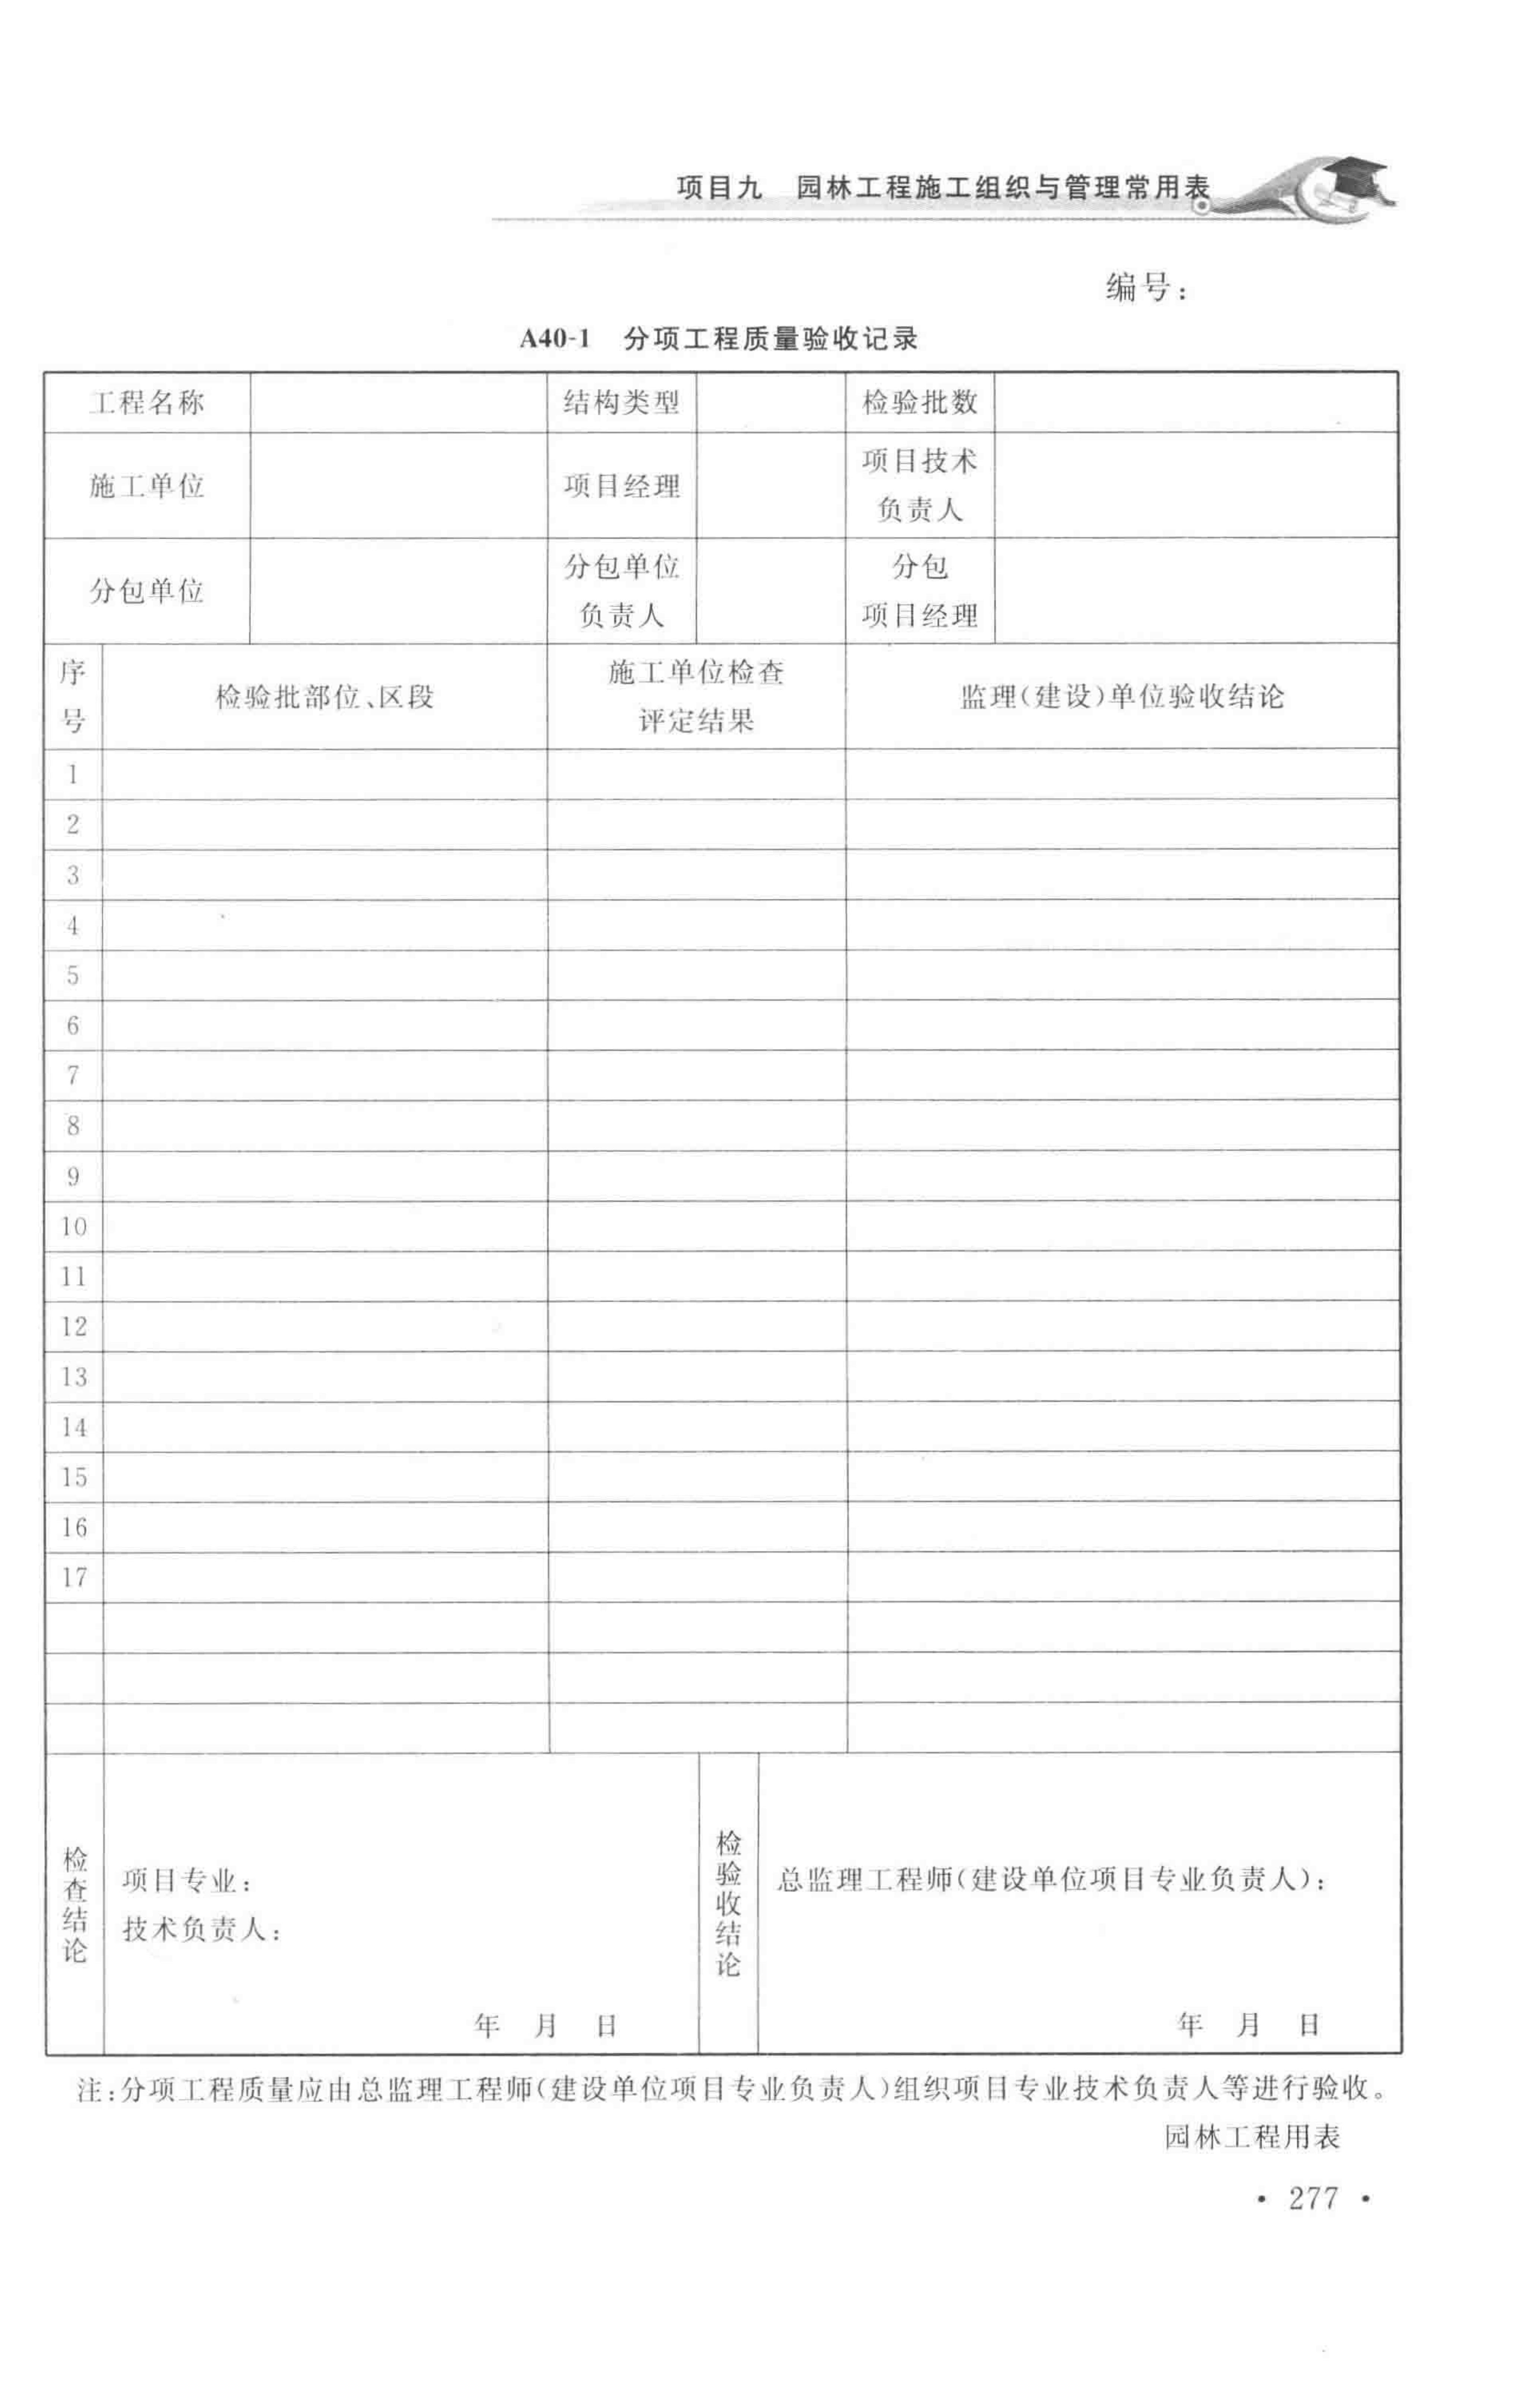 项目九 园林工程施工组织与管理常用表
编号：
A40-1 分项工程质量验收记录
工程名称 结构类型 检验批数
施工单位 项目经理 项目技术
负责人
分包单位 分包单位
负责人 分包
项目经理
序
号 检验批部位、区段 施工单位检查
评定结果 监理(建设)单位验收结论
1
2
3
4
5
6
7
8
9
10
11
12
13
14
15
16
17
检查结论
项目专业：
技术负责人：
年 月 日
检验收结论
总监理工程师(建设单位项目专业负责人)：
年 月 日
注:分项工程质量应由总监理工程师(建设单位项目专业负责人)组织项目专业技术负责人等进行验收。
园林工程用表
· 277 ·